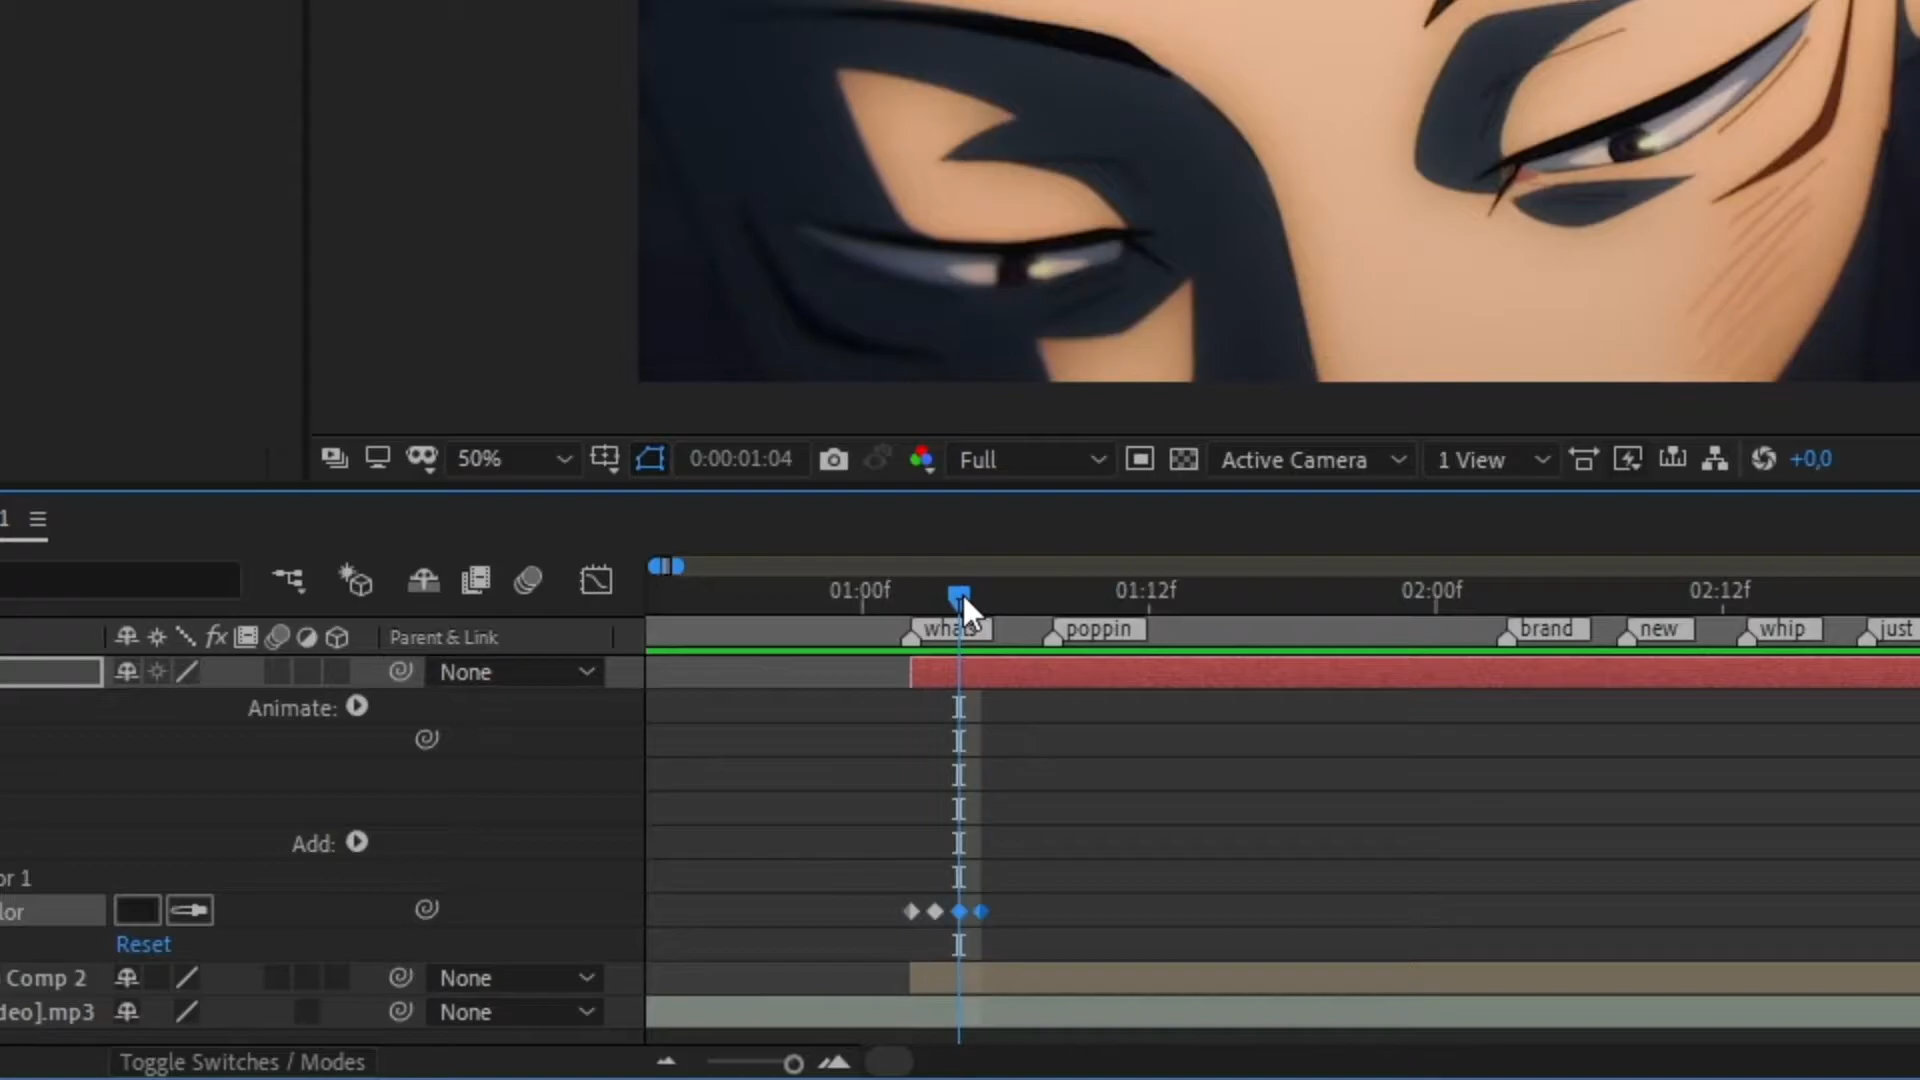 50%
0:00:01:04
Full
Active Camera
1 View
+0,0
1
01:00f
01:12f
02:00f
02:12f
whats
poppin
brand
new
whip
just
fx
Parent & Link
None
Animate:
Add:
or 1
lor
Reset
Comp 2
None
deo].mp3
None
Toggle Switches / Modes